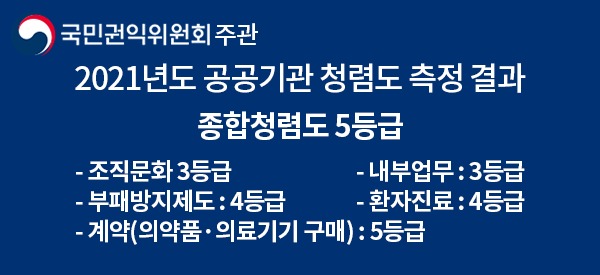 국민권익위원회 주관
2021년도 공공기관 청렴도 측정 결과
종합청렴도 5등급
- 조직문화 3등급 - 내부업무 : 3등급
- 부패방지제도 : 4등급 - 환자진료 : 4등급
- 계약(의약품·의료기기 구매) : 5등급